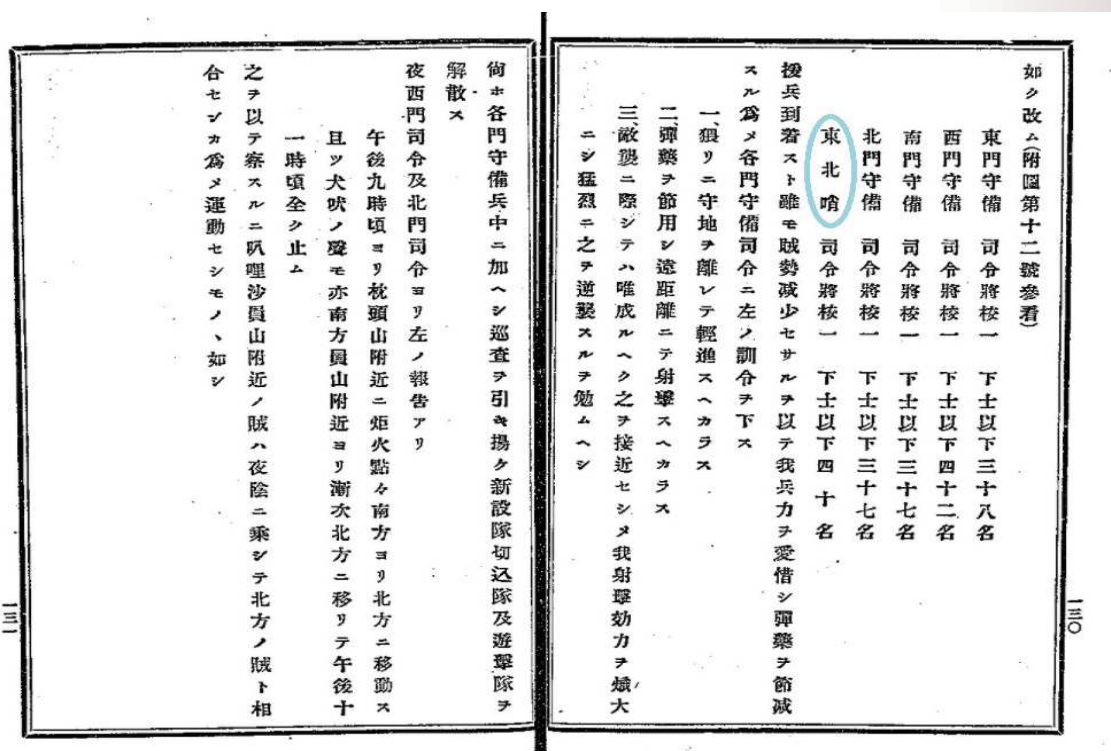 如ク改ム(附圖第十二號參看)
東門守備 司令將校一 下士以下三十八名
西門守備 司令將校一 下士以下四十二名
南門守備 司令將校一 下士以下三十七名
北門守備 司令將校一 下士以下三十七名
東北哨 司令將校一 下士以下四十名
援兵到着スト雖モ賊勢減少セサルヲ以テ我兵力ヲ愛惜シ彈藥ヲ節減
スル爲メ各門守備司令ニ左ノ訓令ヲ下ス
一、猥リニ守地ヲ離レテ輕進スヘカラス
二、彈藥ヲ節用シ遠距離ニテ射擊スヘカラス
三、敵襲ニ際シテハ唯成ルヘク之ヲ接近セシメ我射擊効力ヲ熾大
ニシ猛烈ニ之ヲ逆襲スルヲ勉ムヘシ
一三〇
尙ホ各門守備兵中ニ加ヘシ巡査ヲ引キ揚ケ新設隊切込隊及遊擊隊ヲ
解散ス
夜西門司令及北門司令ヨリ左ノ報告アリ
午後九時頃ヨリ枕頭山附近ニ炬火點々南方ヨリ北方ニ移動ス
且ツ犬吠ノ聲モ亦南方員山附近ヨリ漸次北方ニ移リテ午後十
一時頃全ク止ム
之ヲ以テ察スルニ叭哩沙員山附近ノ賊ハ夜陰ニ乘シテ北方ノ賊ト相
合センカ爲メ運動セシモノヽ如シ
一三一